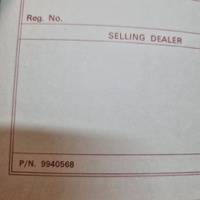 Reg. No.
SELLING DEALER
P/N. 9940568